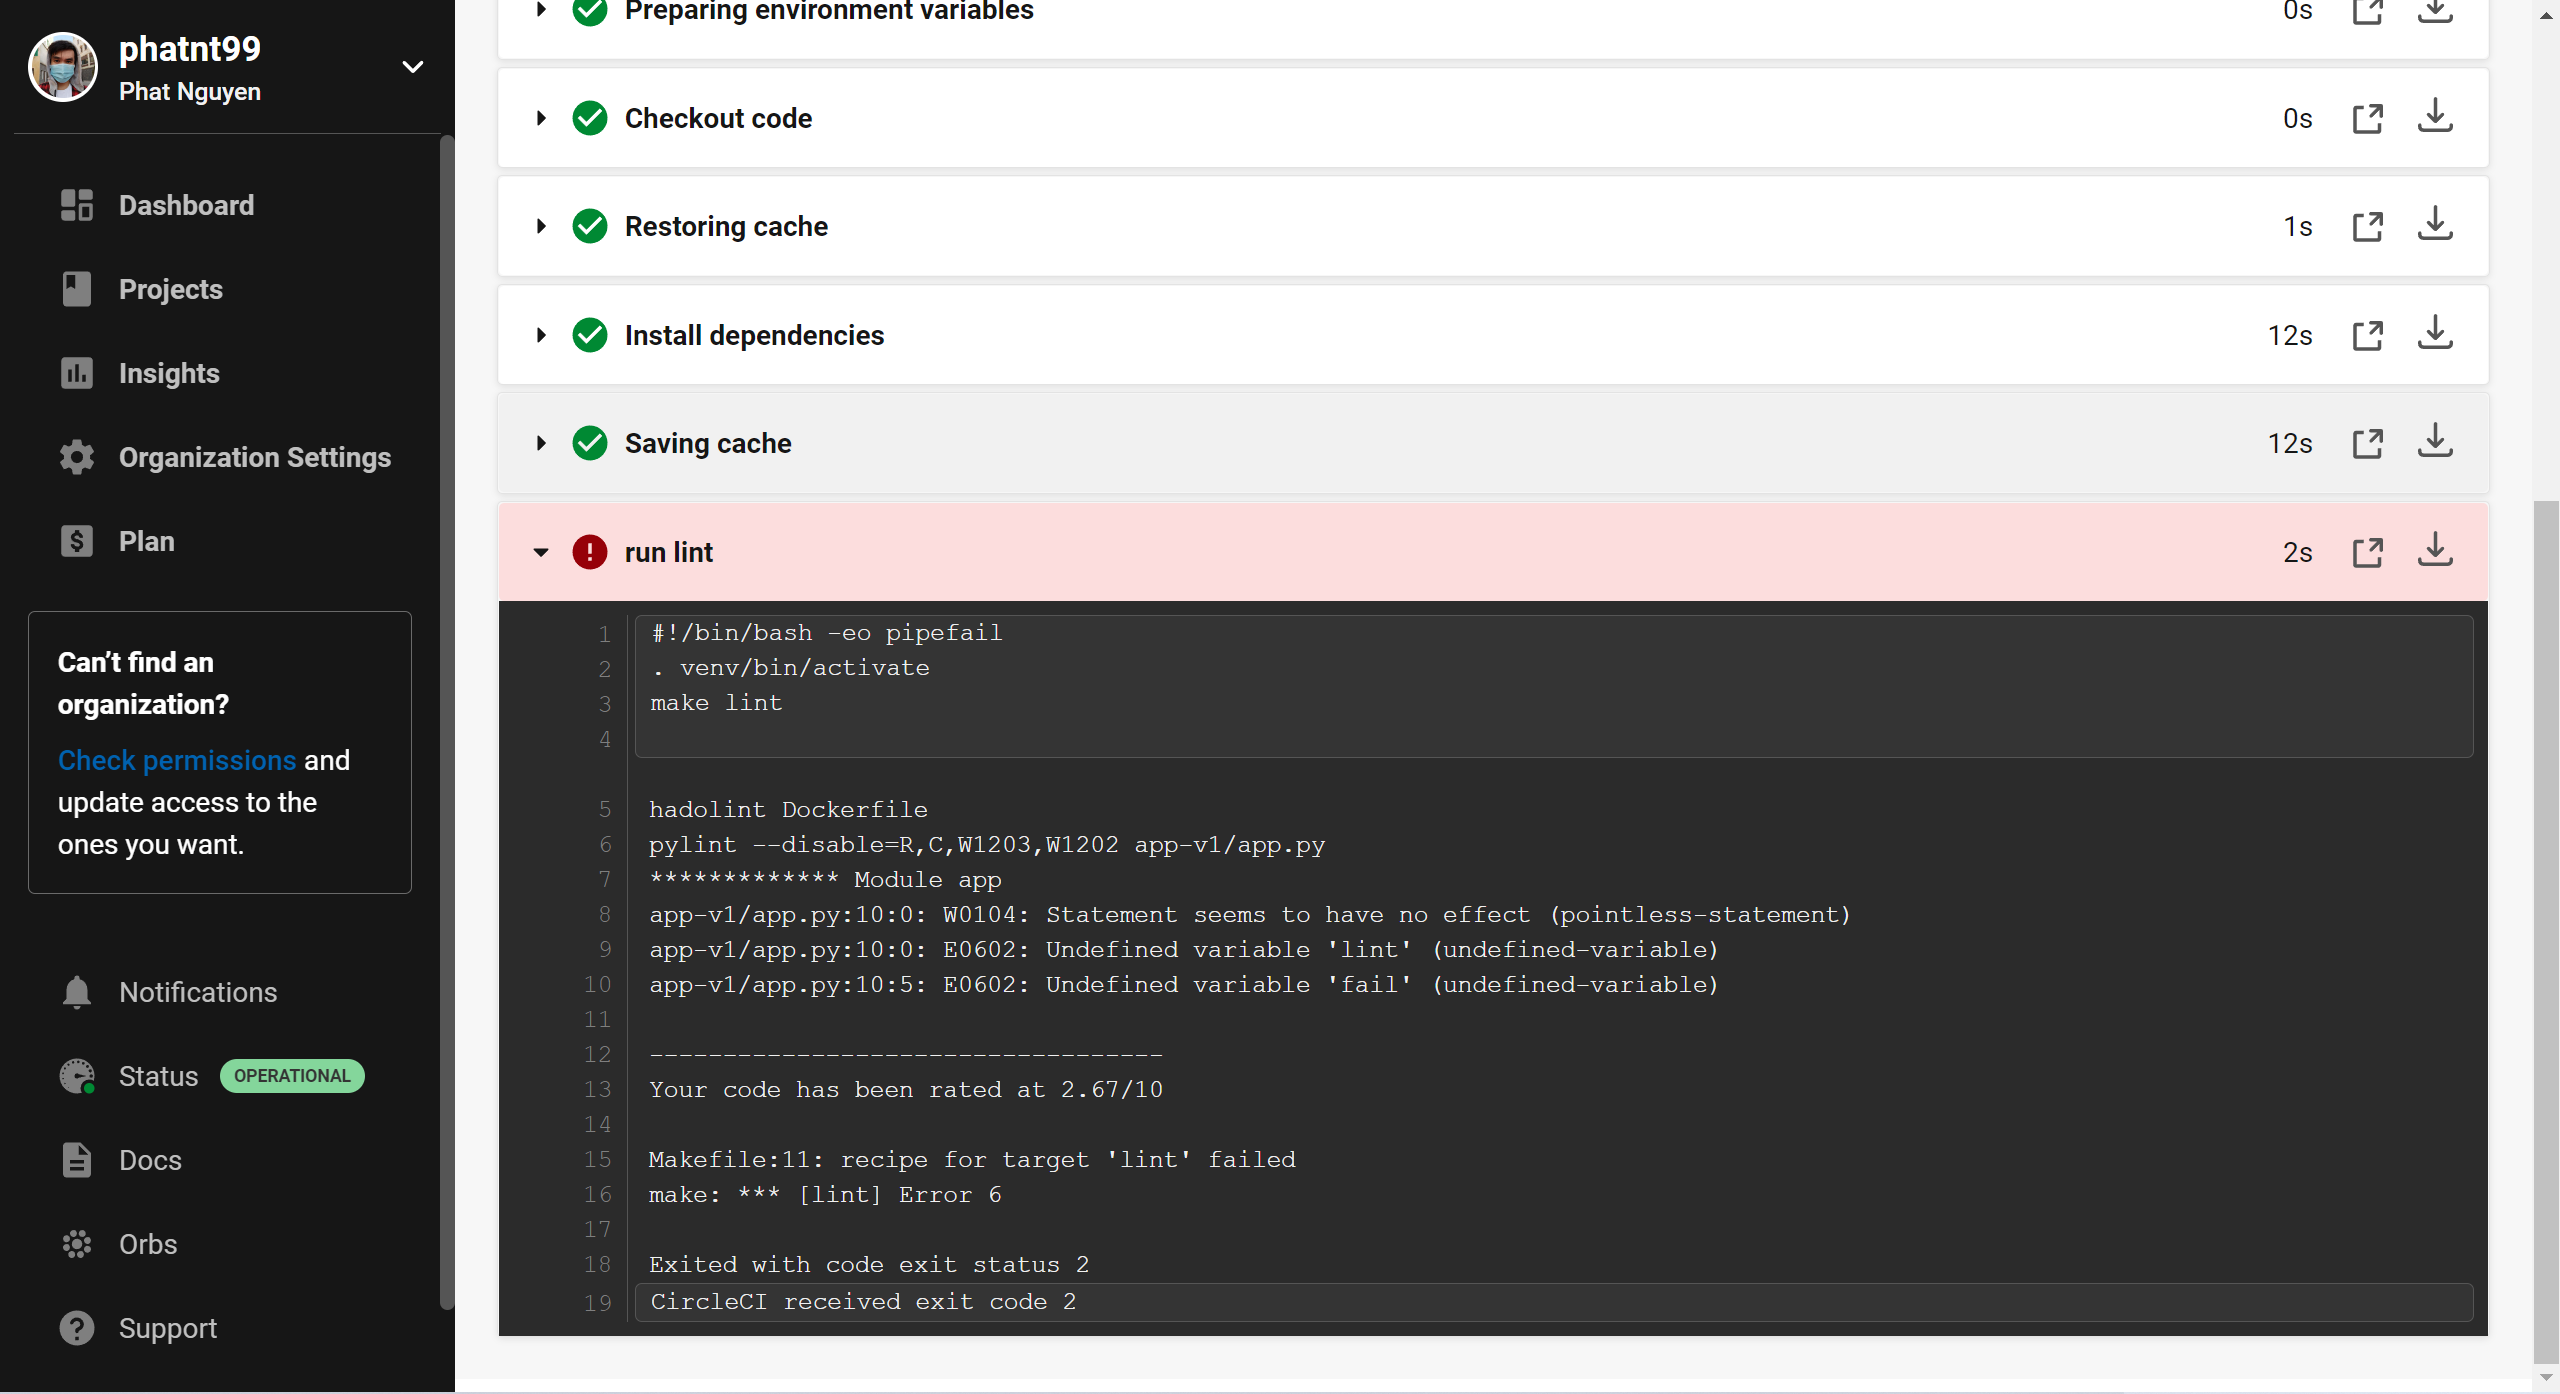 phatnt99
Phat Nguyen
Dashboard
Projects
Insights
Organization Settings
Plan
Can’t find an
organization?
Check permissions and
update access to the
ones you want.
Notifications
Status OPERATIONAL
Docs
Orbs
Support
Preparing environment variables 0s
Checkout code 0s
Restoring cache 1s
Install dependencies 12s
Saving cache 12s
run lint 2s
1 #!/bin/bash -eo pipefail
2 . venv/bin/activate
3 make lint
4
5 hadolint Dockerfile
6 pylint --disable=R,C,W1203,W1202 app-v1/app.py
7 ************* Module app
8 app-v1/app.py:10:0: W0104: Statement seems to have no effect (pointless-statement)
9 app-v1/app.py:10:0: E0602: Undefined variable 'lint' (undefined-variable)
10 app-v1/app.py:10:5: E0602: Undefined variable 'fail' (undefined-variable)
11
12 -----------------------------------
13 Your code has been rated at 2.67/10
14
15 Makefile:11: recipe for target 'lint' failed
16 make: *** [lint] Error 6
17
18 Exited with code exit status 2
19 CircleCI received exit code 2